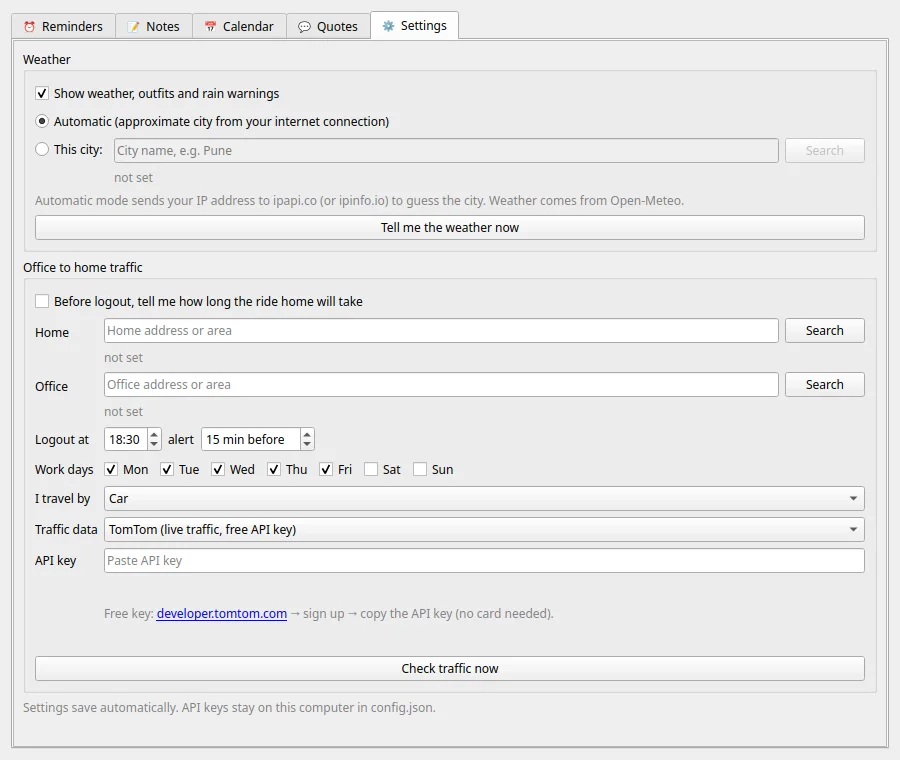 Reminders Notes Calendar Quotes Settings
Weather
Show weather, outfits and rain warnings
Automatic (approximate city from your internet connection)
This city: City name, e.g. Pune Search
not set
Automatic mode sends your IP address to ipapi.co (or ipinfo.io) to guess the city. Weather comes from Open-Meteo.
Tell me the weather now
Office to home traffic
Before logout, tell me how long the ride home will take
Home Home address or area Search
not set
Office Office address or area Search
not set
Logout at 18:30 alert 15 min before
Work days Mon Tue Wed Thu Fri Sat Sun
I travel by Car
Traffic data TomTom (live traffic, free API key)
API key Paste API key
Free key: developer.tomtom.com → sign up → copy the API key (no card needed).
Check traffic now
Settings save automatically. API keys stay on this computer in config.json.